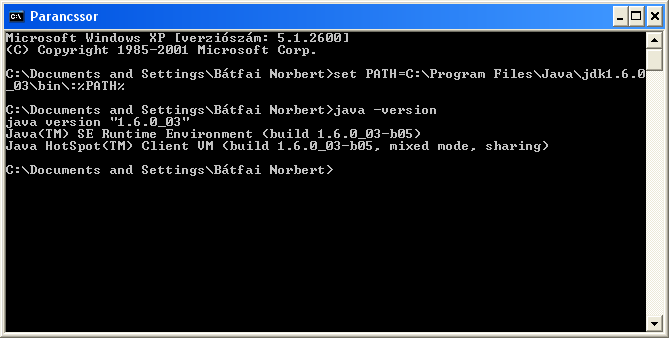 Parancssor
Microsoft Windows XP [verziószám: 5.1.2600]
(C) Copyright 1985-2001 Microsoft Corp.
C:\Documents and Settings\Bátfai Norbert>set PATH=C:\Program Files\Java\jdk1.6.0
_03\bin\:%PATH%
C:\Documents and Settings\Bátfai Norbert>java -version
java version "1.6.0_03"
Java(TM) SE Runtime Environment (build 1.6.0_03-b05)
Java HotSpot(TM) Client VM (build 1.6.0_03-b05, mixed mode, sharing)
C:\Documents and Settings\Bátfai Norbert>